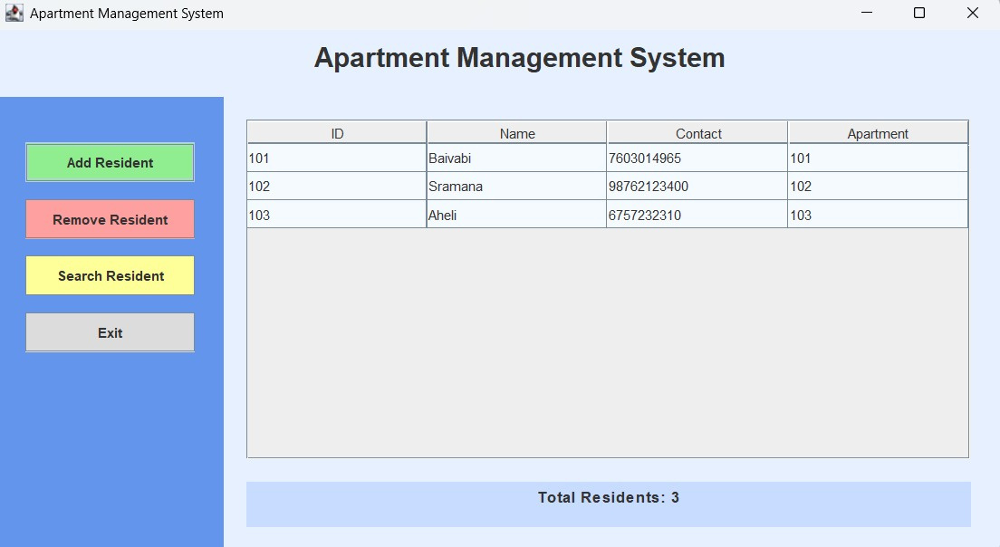 Apartment Management System
Apartment Management System
Add Resident
Remove Resident
Search Resident
Exit
ID Name Contact Apartment
101 Baivabi 7603014965 101
102 Sramana 98762123400 102
103 Aheli 6757232310 103
Total Residents: 3